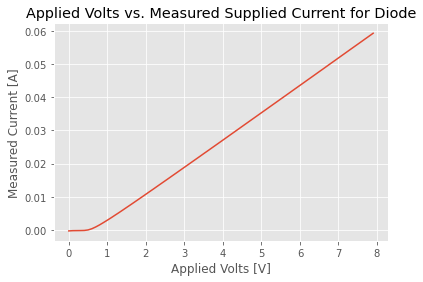 Applied Volts vs. Measured Supplied Current for Diode
0.06
0.05
0.04
0.03
0.02
0.01
0.00
Measured Current [A]
0 1 2 3 4 5 6 7 8
Applied Volts [V]